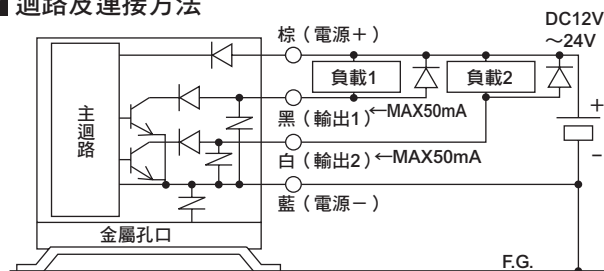 迴路及連接方法
DC12V
～24V
棕（電源＋）
負載1
負載2
主迴路
黑（輸出1）←MAX50mA
白（輸出2）←MAX50mA
藍（電源－）
＋
－
金屬孔口
F.G.